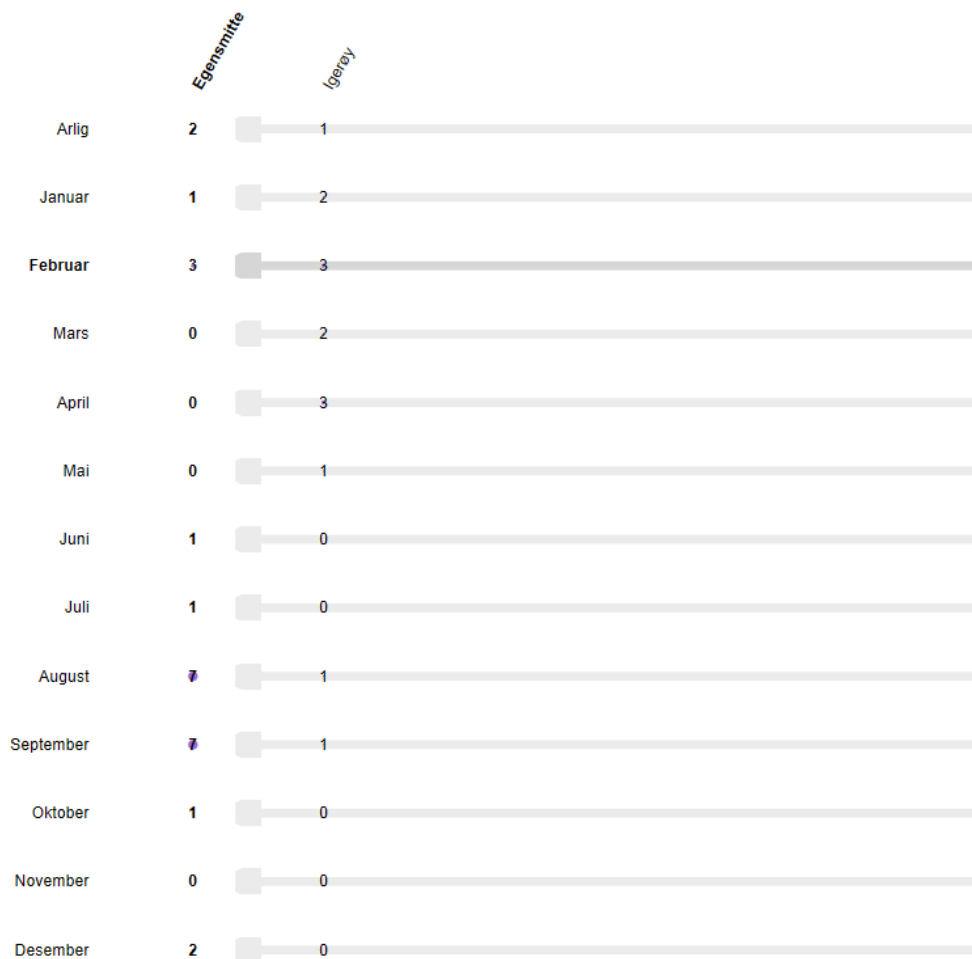 Egensmitte Igerøy
Arlig 2 1
Januar 1 2
Februar 3 3
Mars 0 2
April 0 3
Mai 0 1
Juni 1 0
Juli 1 0
August 7 1
September 7 1
Oktober 1 0
November 0 0
Desember 2 0